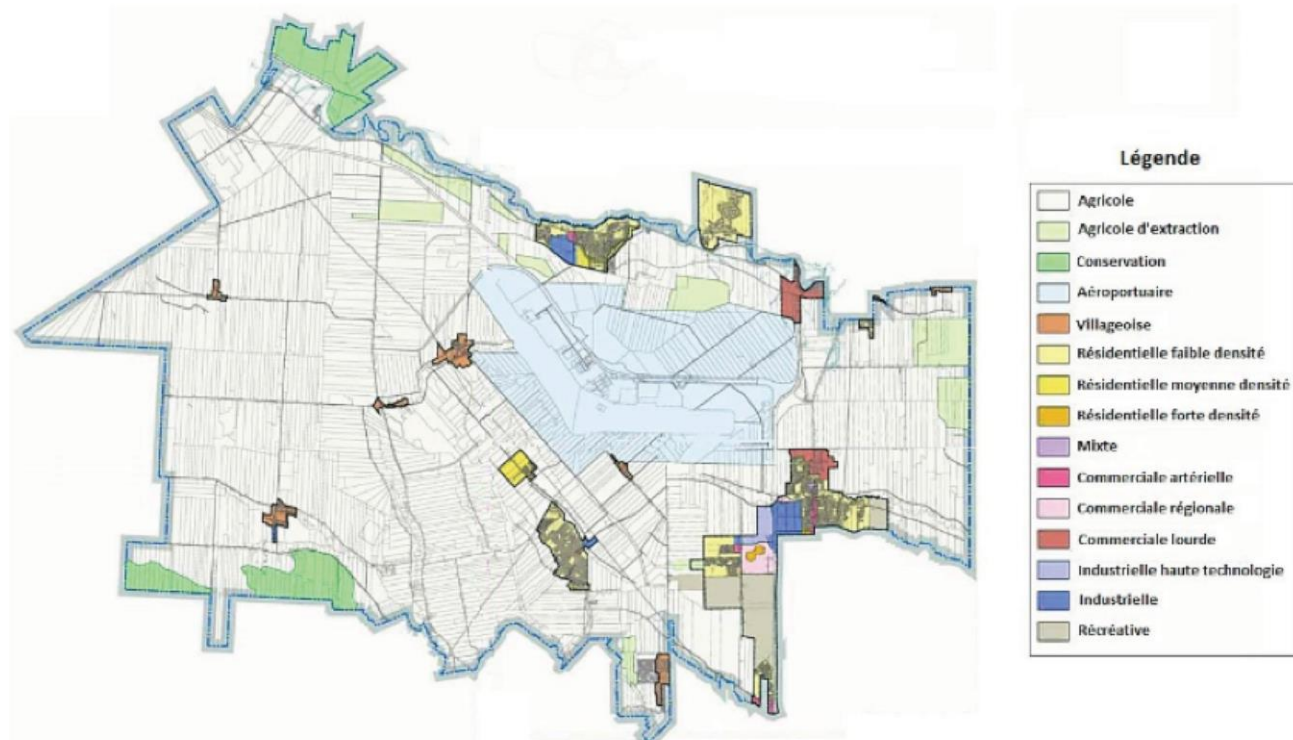 Légende
Agricole
Agricole d'extraction
Conservation
Aéroportuaire
Villageoise
Résidentielle faible densité
Résidentielle moyenne densité
Résidentielle forte densité
Mixte
Commerciale artérielle
Commerciale régionale
Commerciale lourde
Industrielle haute technologie
Industrielle
Récréative